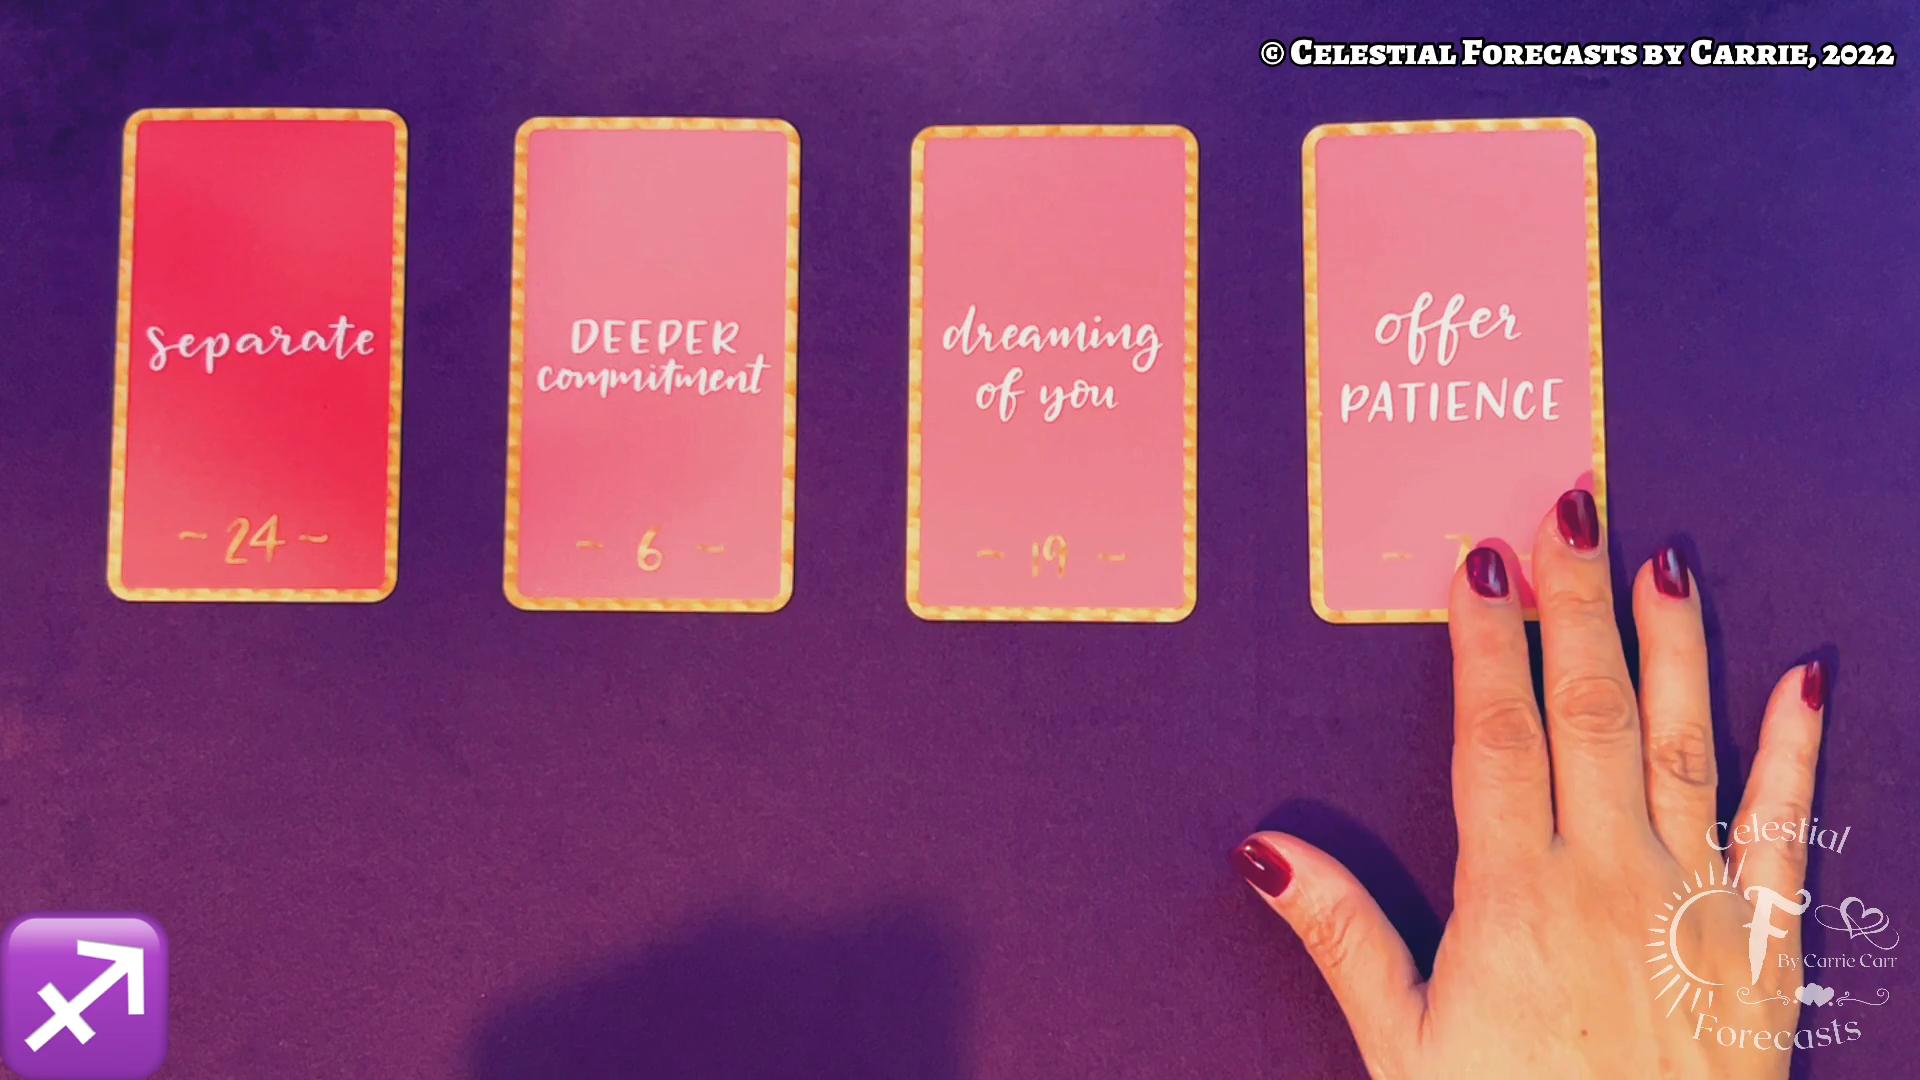 © Celestial Forecasts by Carrie, 2022
separate
~ 24 ~
DEEPER
commitment
~ 6 ~
dreaming
of you
~ 19 ~
offer
PATIENCE
Celestial
F
By Carrie Carr
Forecasts